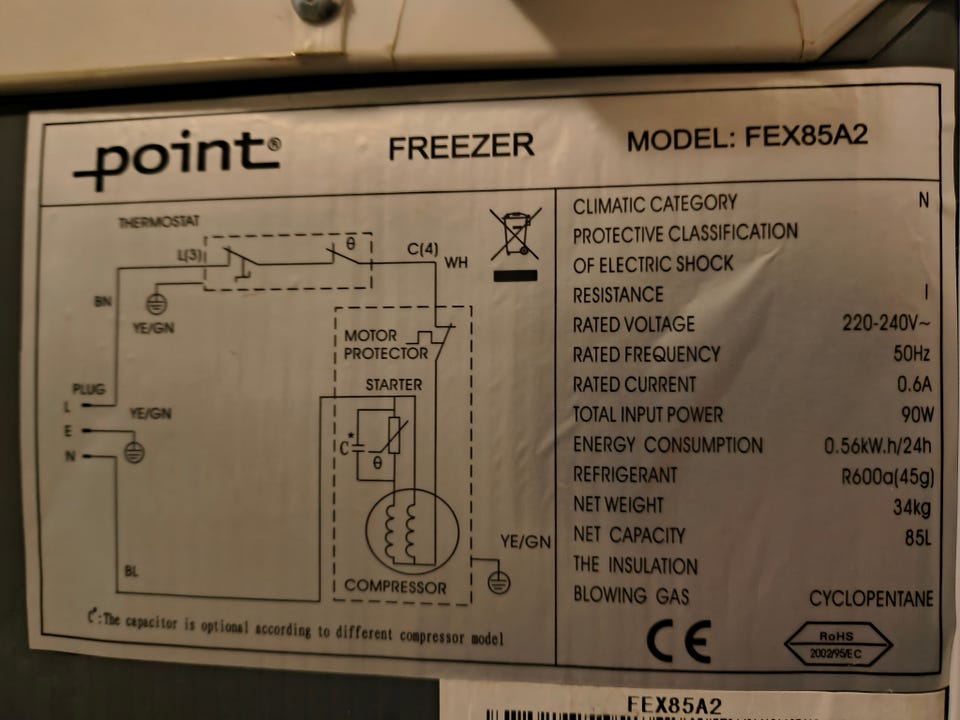 point® FREEZER MODEL: FEX85A2
THERMOSTAT
L(3)
θ
C(4)
WH
BN
YE/GN
MOTOR
PROTECTOR
STARTER
PLUG
L
YE/GN
E
N
C*
θ
YE/GN
COMPRESSOR
BL
C*:The capacitor is optional according to different compressor model
CLIMATIC CATEGORY N
PROTECTIVE CLASSIFICATION
OF ELECTRIC SHOCK
RESISTANCE I
RATED VOLTAGE 220-240V~
RATED FREQUENCY 50Hz
RATED CURRENT 0.6A
TOTAL INPUT POWER 90W
ENERGY CONSUMPTION 0.56kW.h/24h
REFRIGERANT R600a(45g)
NET WEIGHT 34kg
NET CAPACITY 85L
THE INSULATION
BLOWING GAS CYCLOPENTANE
CE
RoHS
2002/95/EC
FEX85A2